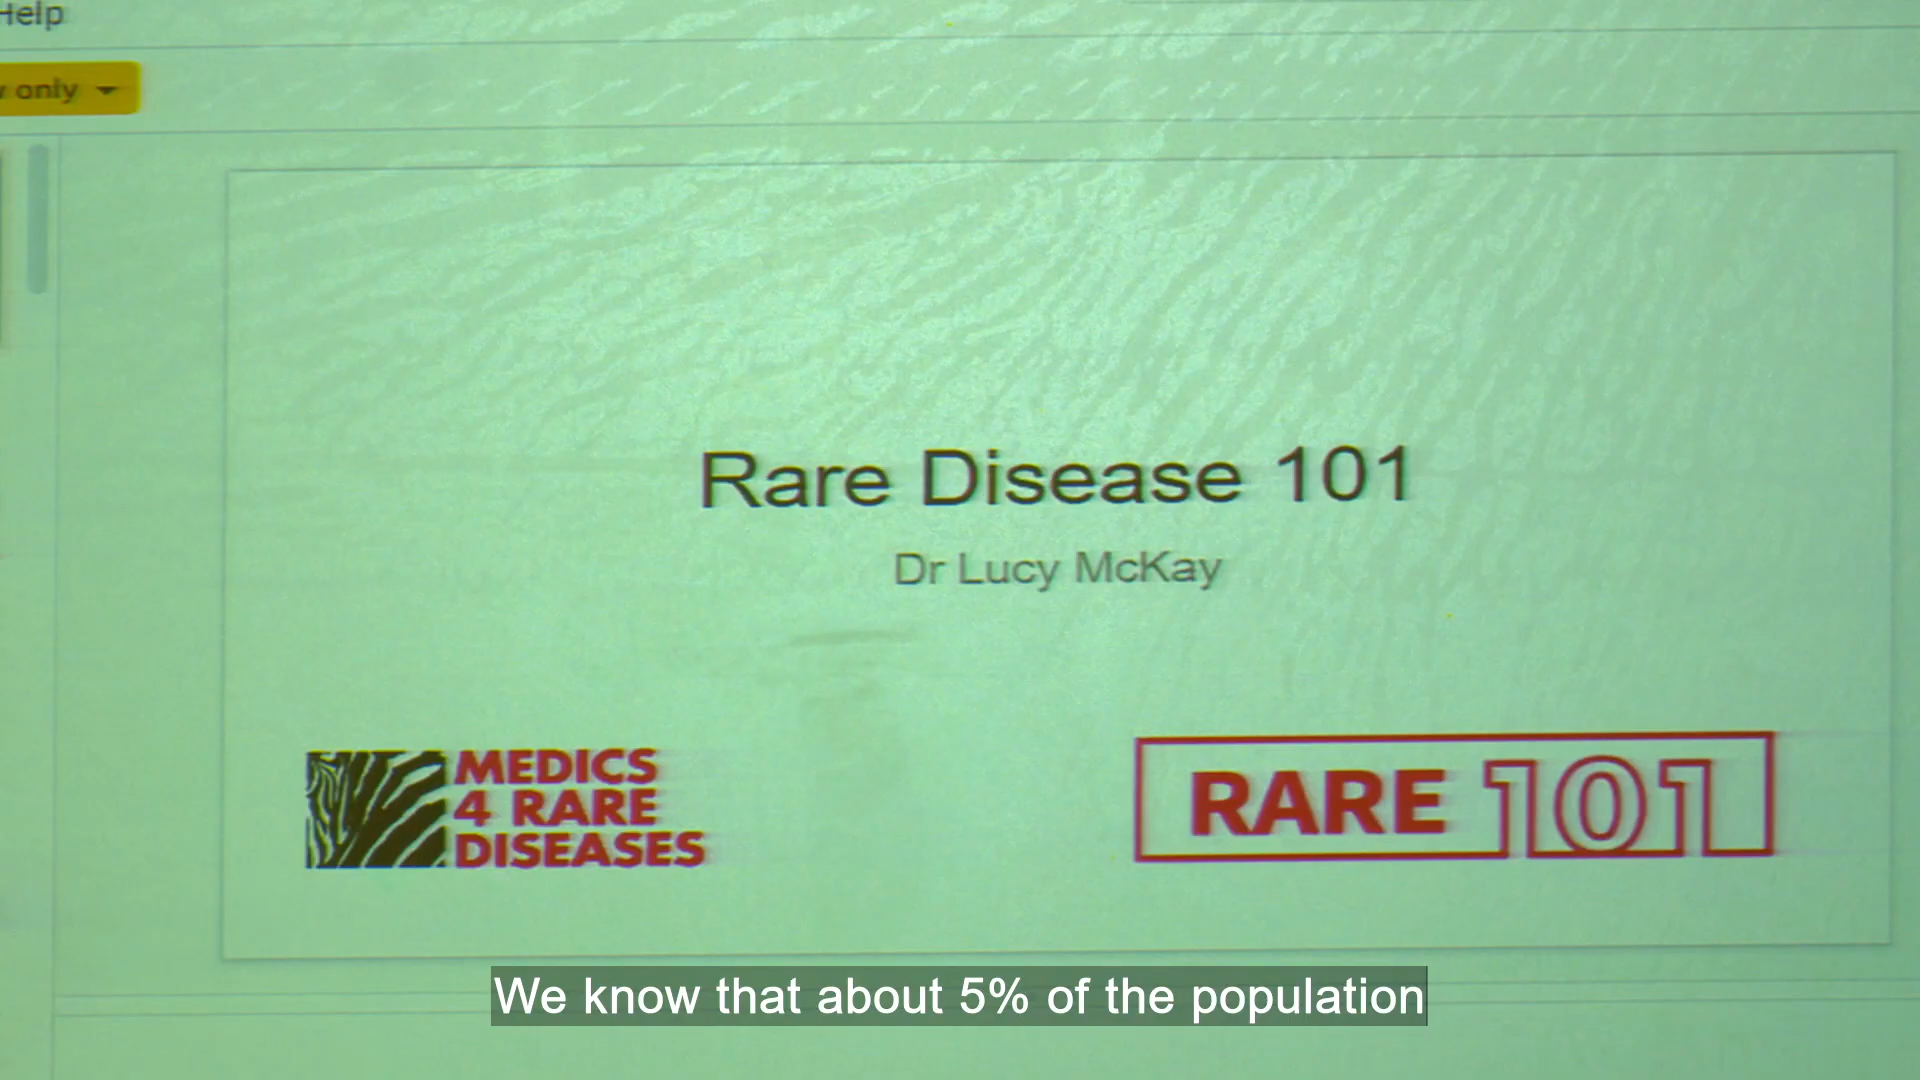 Help
only
Rare Disease 101
Dr Lucy McKay
MEDICS
4 RARE
DISEASES
RARE 101
We know that about 5% of the population